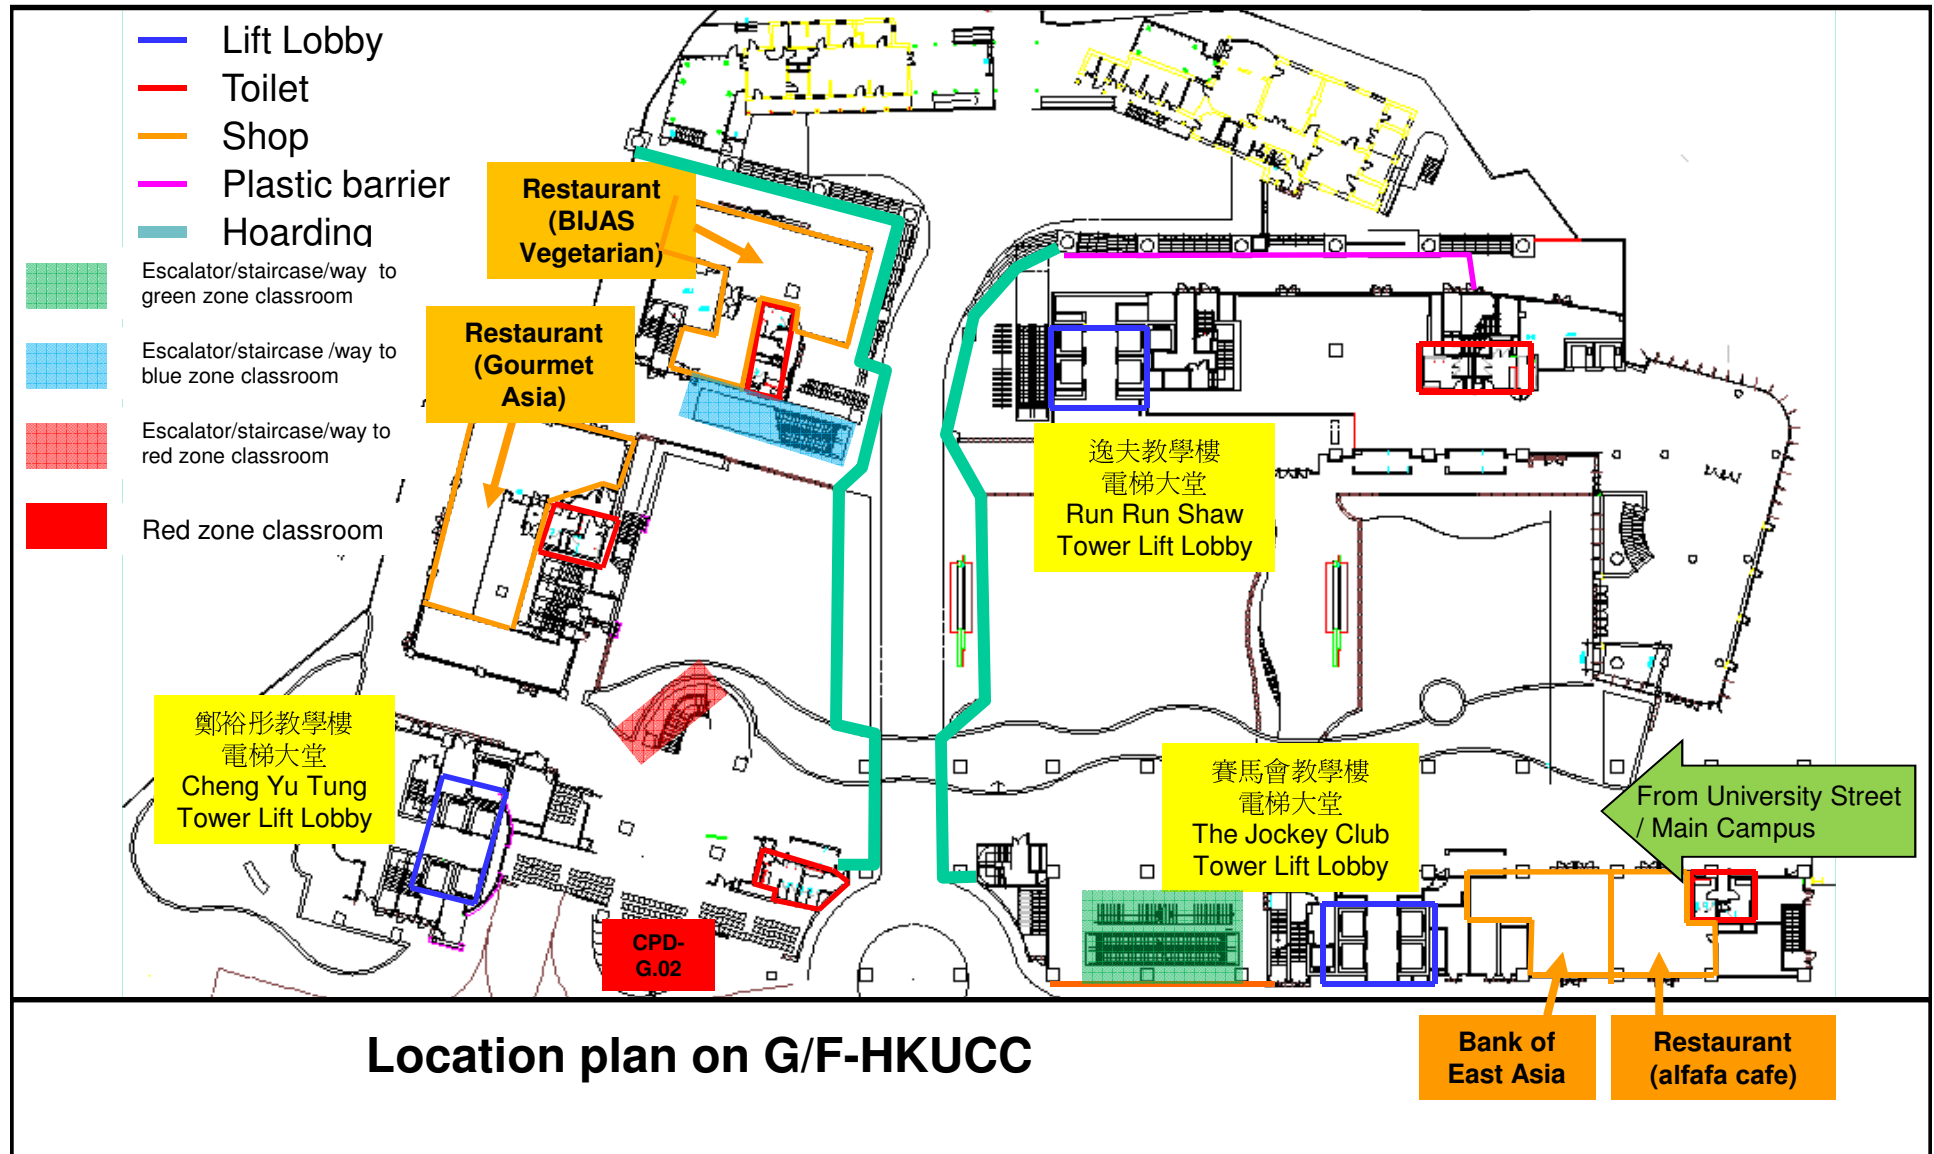 Lift Lobby
Toilet
Shop
Plastic barrier
Hoarding
Escalator/staircase/way to
green zone classroom
Escalator/staircase /way to
blue zone classroom
Escalator/staircase/way to
red zone classroom
Red zone classroom
Restaurant
(BIJAS
Vegetarian)
Restaurant
(Gourmet
Asia)
逸夫教學樓
電梯大堂
Run Run Shaw
Tower Lift Lobby
鄭裕彤教學樓
電梯大堂
Cheng Yu Tung
Tower Lift Lobby
賽馬會教學樓
電梯大堂
The Jockey Club
Tower Lift Lobby
From University Street
/ Main Campus
CPD-
G.02
Bank of
East Asia
Restaurant
(alfafa cafe)
Location plan on G/F-HKUCC